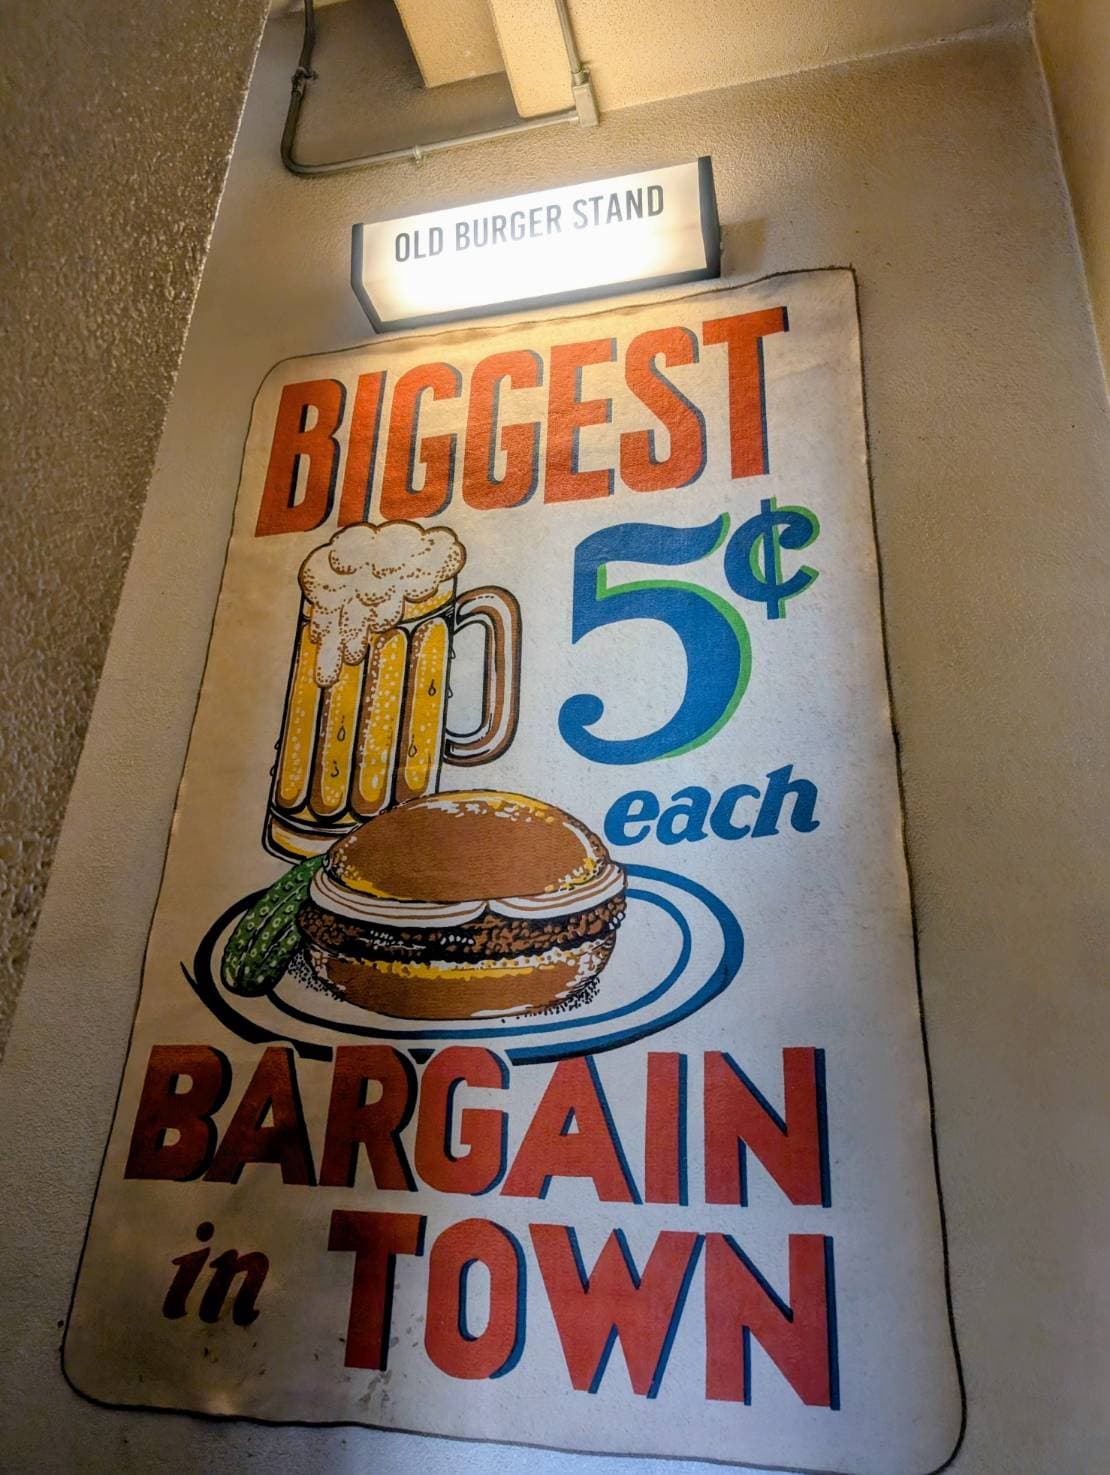 OLD BURGER STAND
BIGGEST
5¢
each
BARGAIN
in TOWN